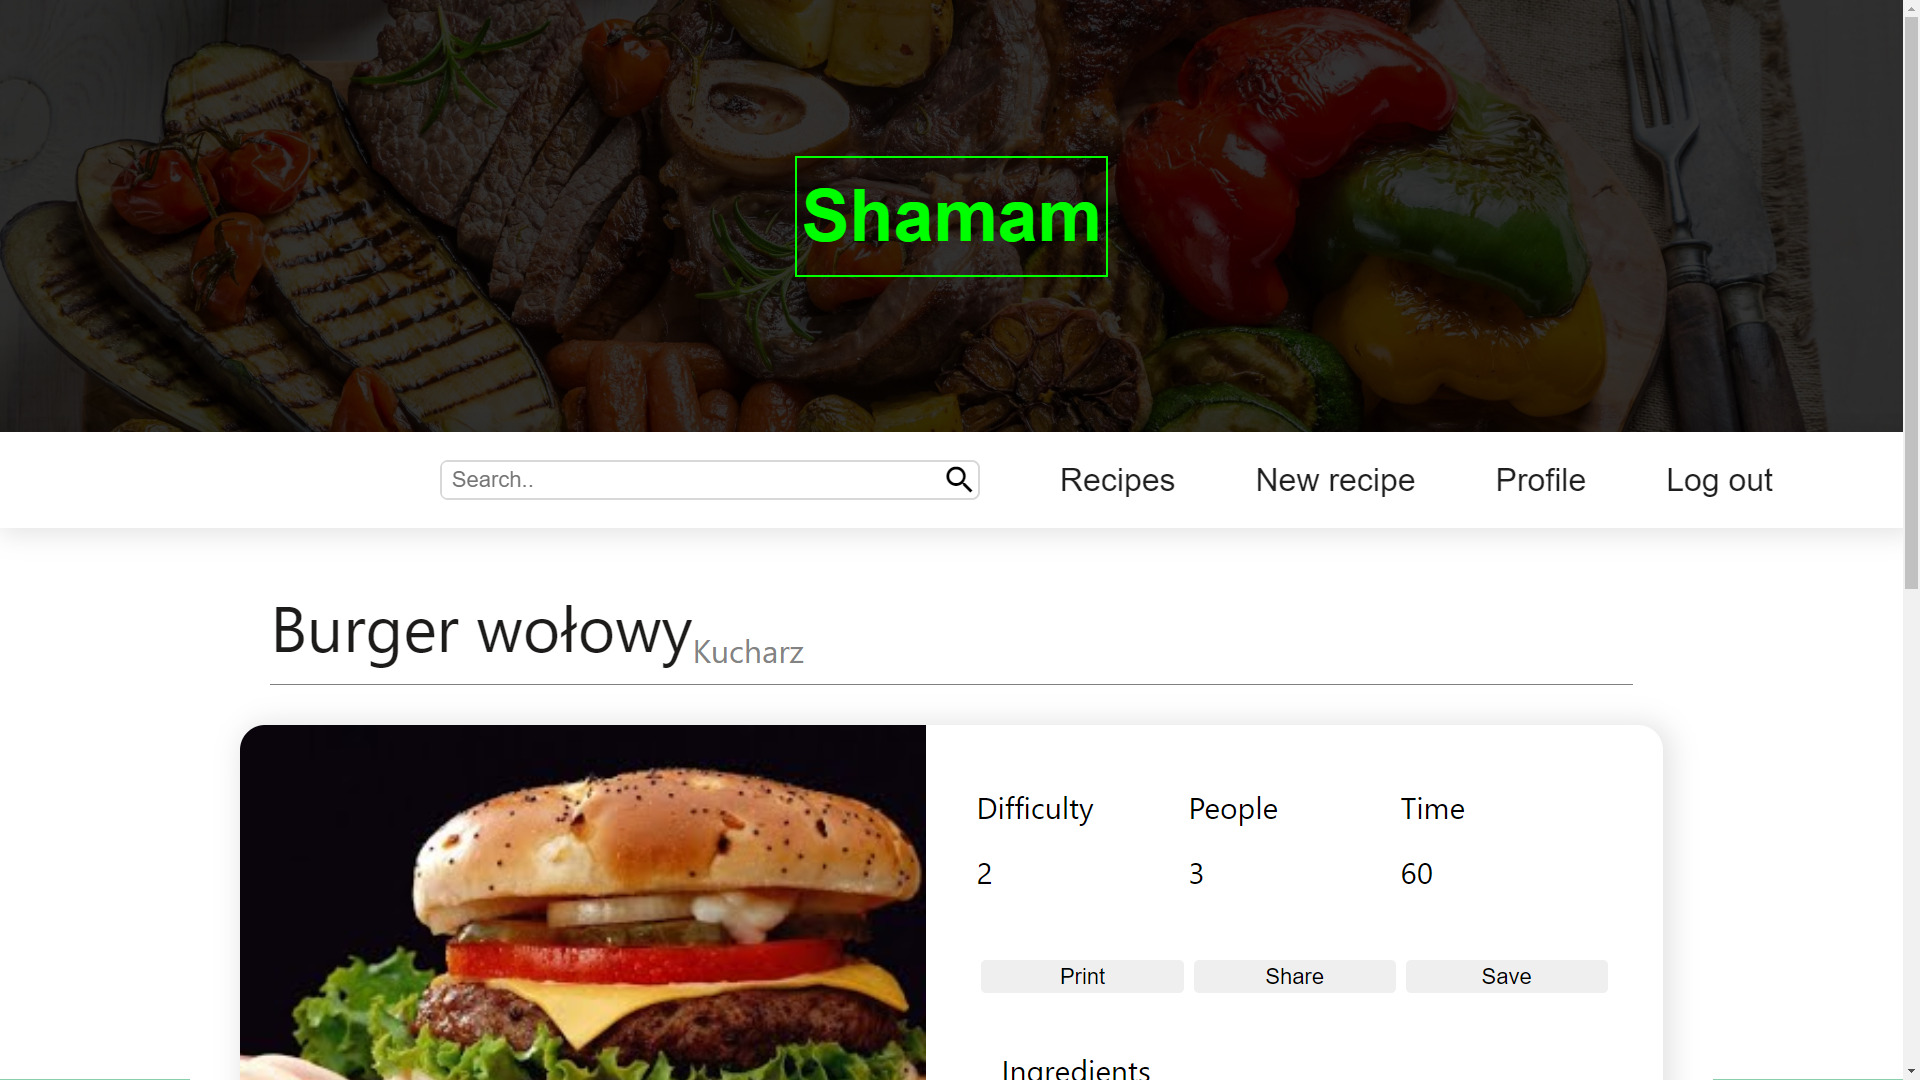 Shamam
Search..
Recipes
New recipe
Profile
Log out
Burger wołowy
Kucharz
Difficulty
People
Time
2
3
60
Print
Share
Save
Ingredients